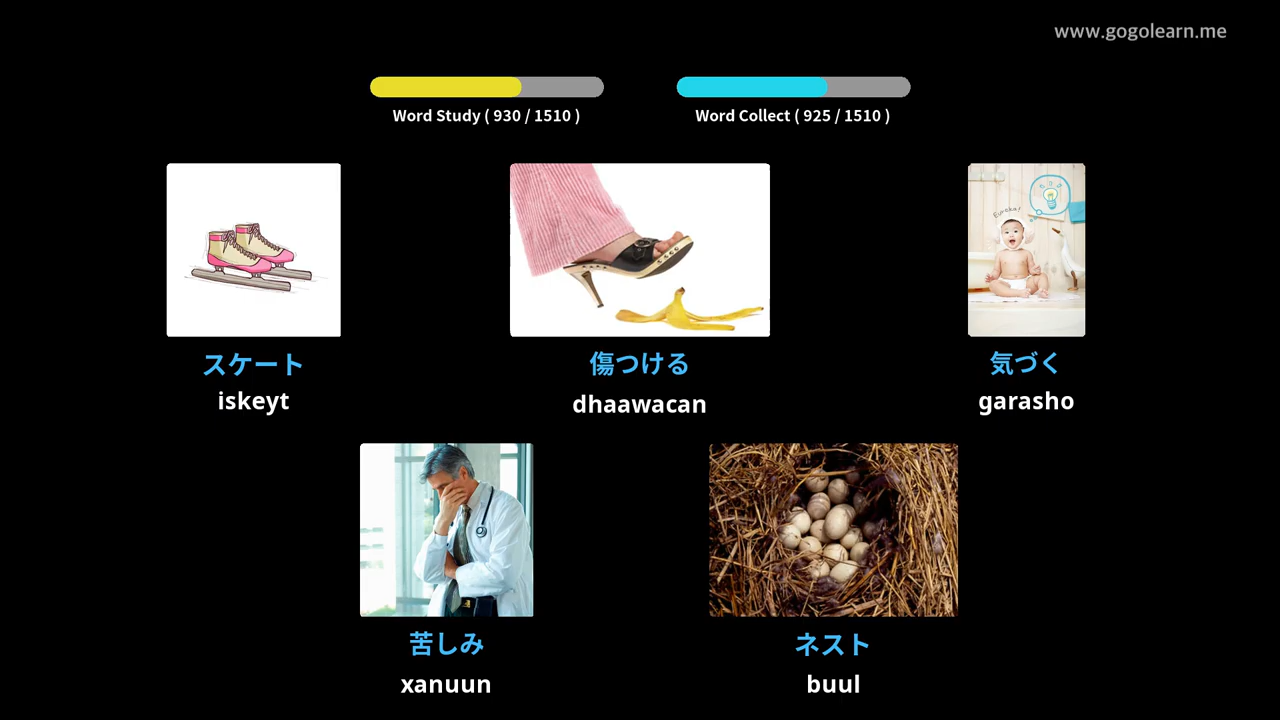 www.gogolearn.me
Word Study ( 930 / 1510 )
Word Collect ( 925 / 1510 )
Eureka!
スケート
iskeyt
傷つける
dhaawacan
気づく
garasho
苦しみ
xanuun
ネスト
buul